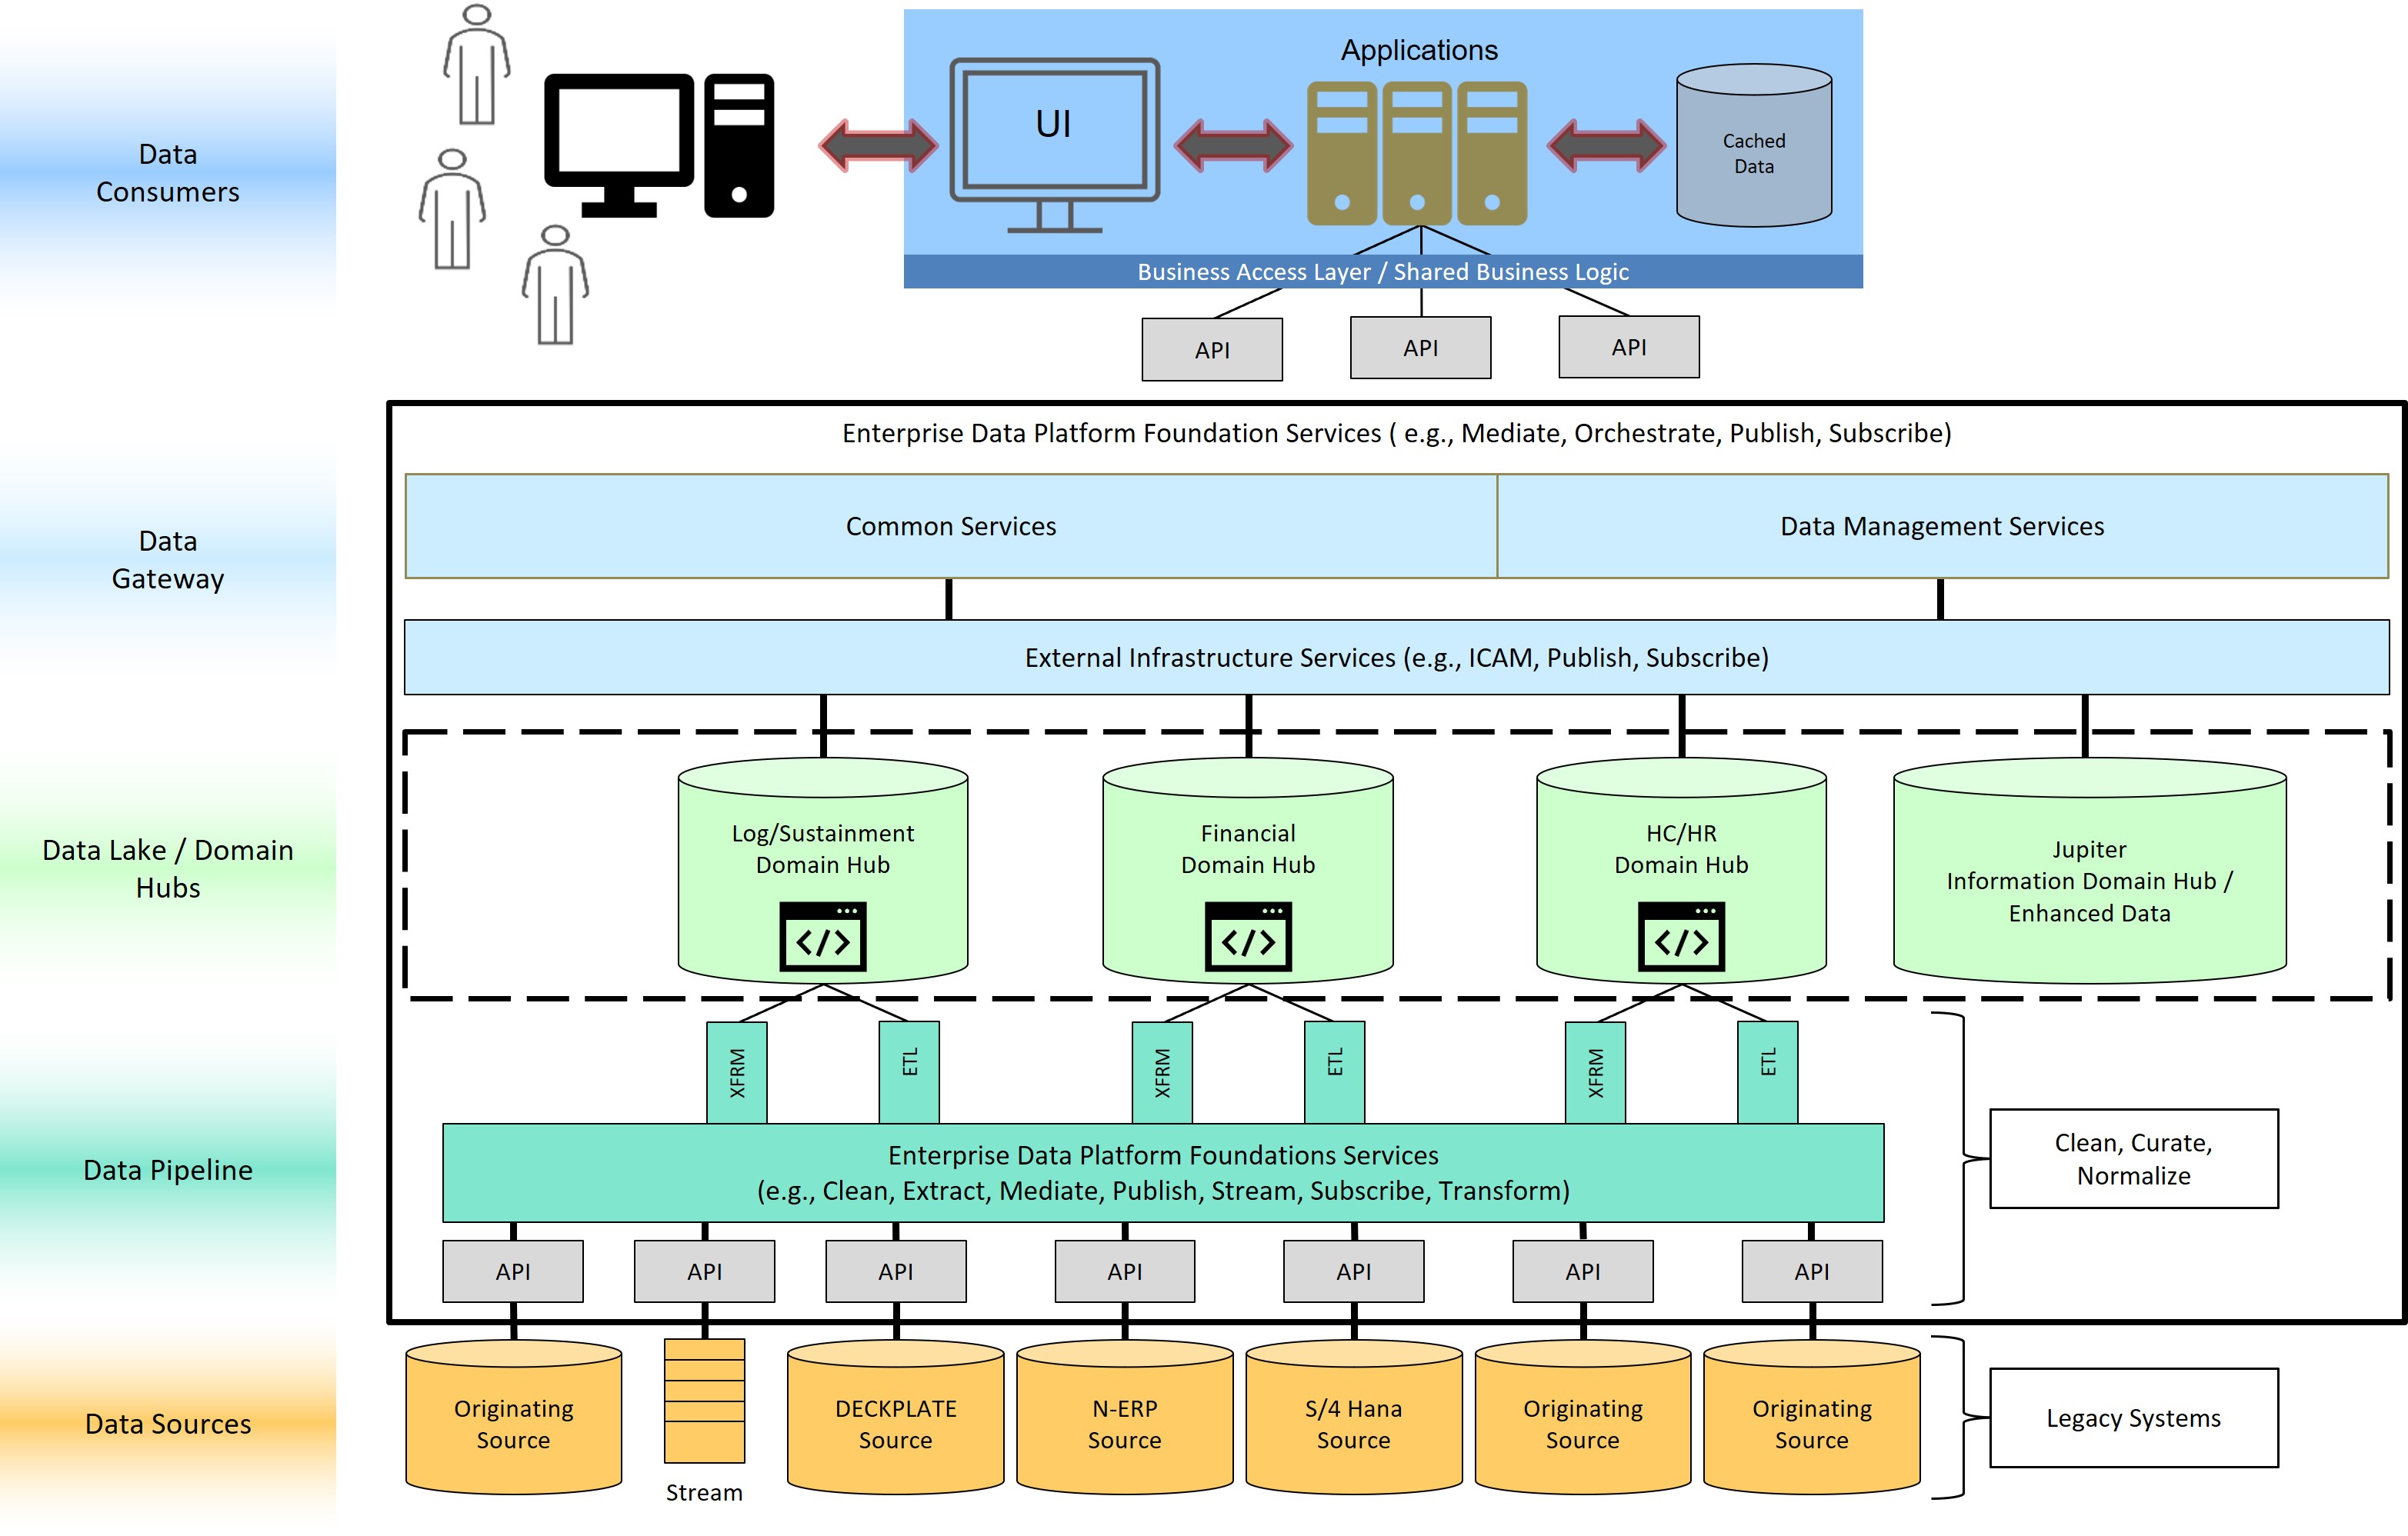 Data
Consumers
Applications
UI
Cached
Data
Business Access Layer / Shared Business Logic
API
API
API
Data
Gateway
Enterprise Data Platform Foundation Services ( e.g., Mediate, Orchestrate, Publish, Subscribe)
Common Services
Data Management Services
External Infrastructure Services (e.g., ICAM, Publish, Subscribe)
Data Lake / Domain
Hubs
Log/Sustainment
Domain Hub
</>
Financial
Domain Hub
</>
HC/HR
Domain Hub
</>
Jupiter
Information Domain Hub /
Enhanced Data
Data Pipeline
XFRM
ETL
XFRM
ETL
XFRM
ETL
Enterprise Data Platform Foundations Services
(e.g., Clean, Extract, Mediate, Publish, Stream, Subscribe, Transform)
Clean, Curate,
Normalize
API
API
API
API
API
API
API
Data Sources
Originating
Source
Stream
DECKPLATE
Source
N-ERP
Source
S/4 Hana
Source
Originating
Source
Originating
Source
Legacy Systems